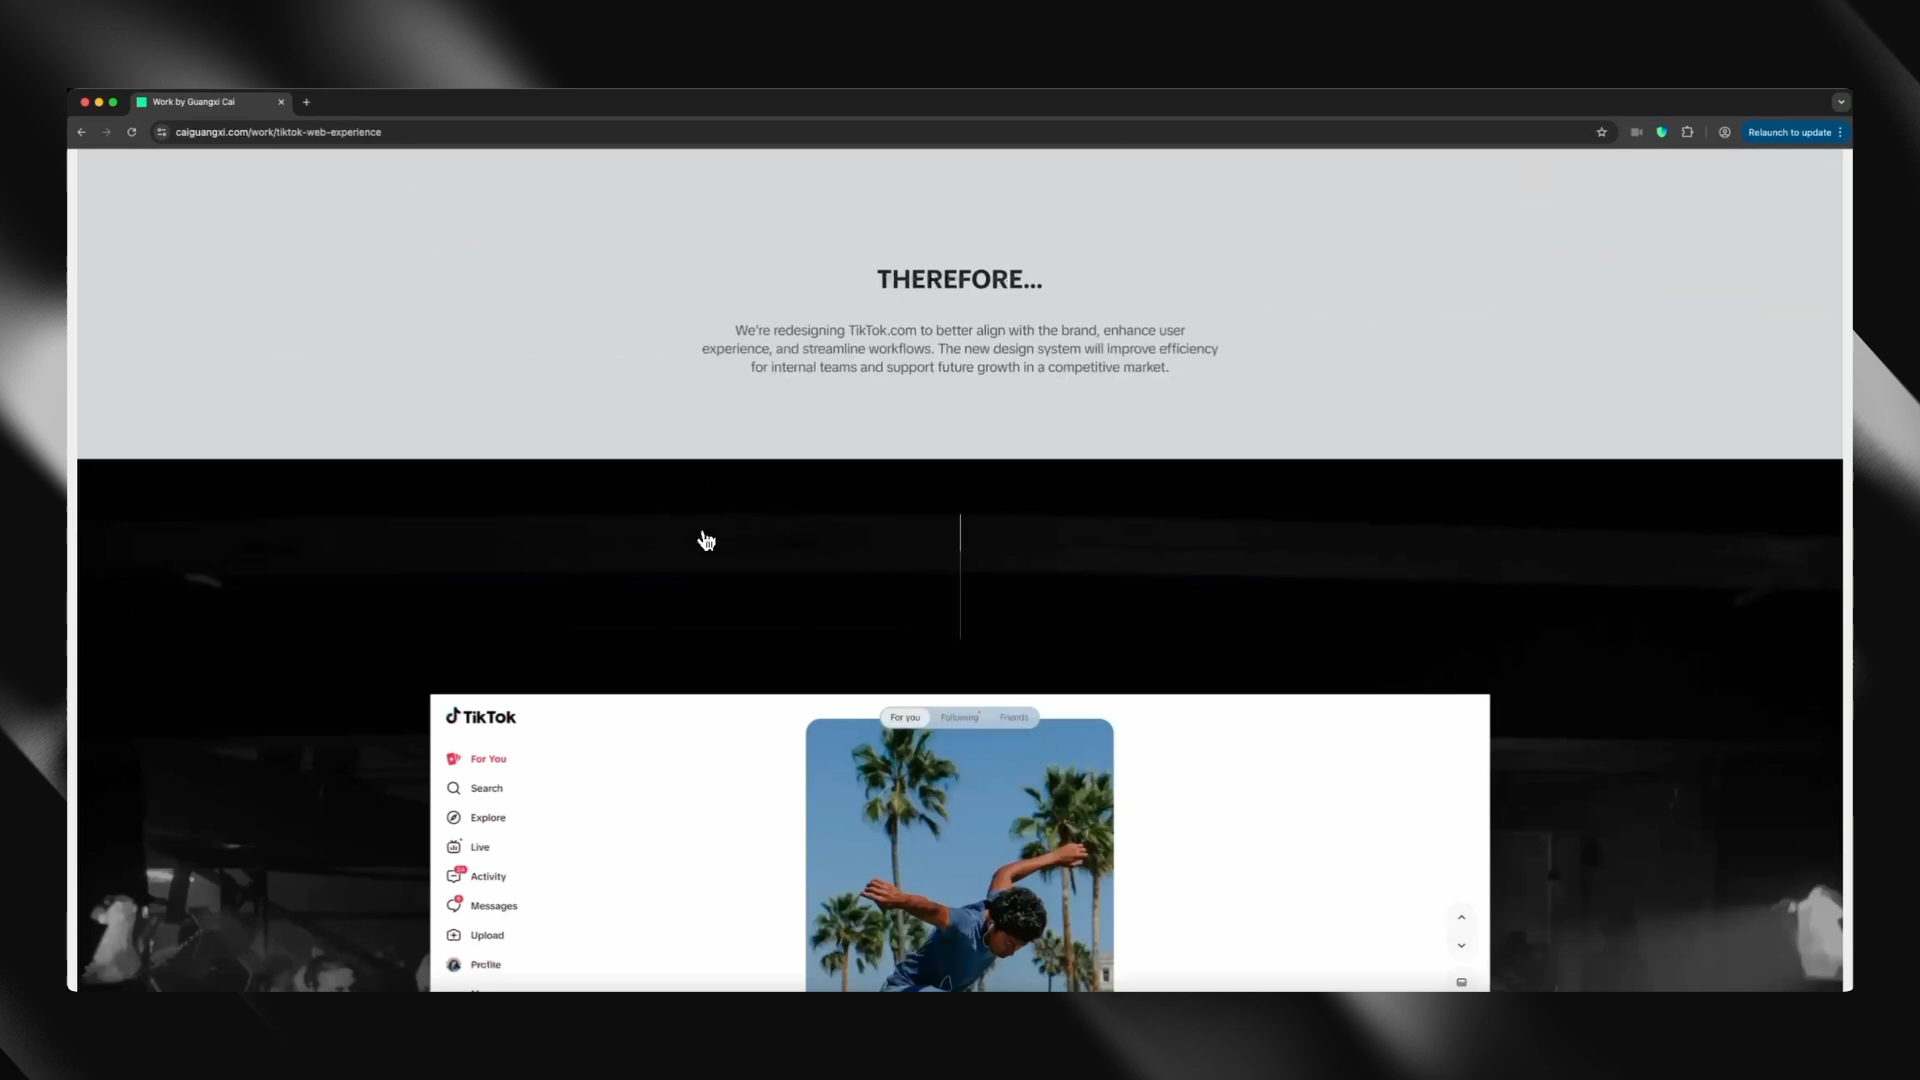 Work by Guangxi Cai
caiguangxi.com/work/tiktok-web-experience
Relaunch to update
THEREFORE...
We're redesigning TikTok.com to better align with the brand, enhance user
experience, and streamline workflows. The new design system will improve efficiency
for internal teams and support future growth in a competitive market.
TikTok
For you Following Friends
For You
Search
Explore
Live
Activity
Messages
Upload
Profile